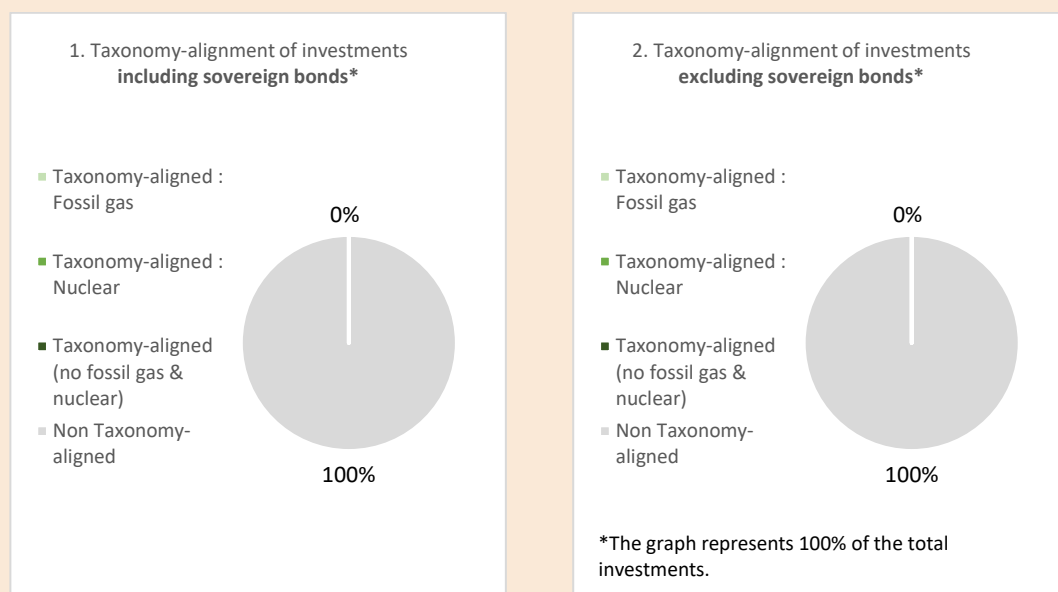 1. Taxonomy-alignment of investments
including sovereign bonds*
Taxonomy-aligned :
Fossil gas
Taxonomy-aligned :
Nuclear
Taxonomy-aligned
(no fossil gas &
nuclear)
Non Taxonomy-
aligned
0%
100%
2. Taxonomy-alignment of investments
excluding sovereign bonds*
Taxonomy-aligned :
Fossil gas
Taxonomy-aligned :
Nuclear
Taxonomy-aligned
(no fossil gas &
nuclear)
Non Taxonomy-
aligned
0%
100%
*The graph represents 100% of the total
investments.